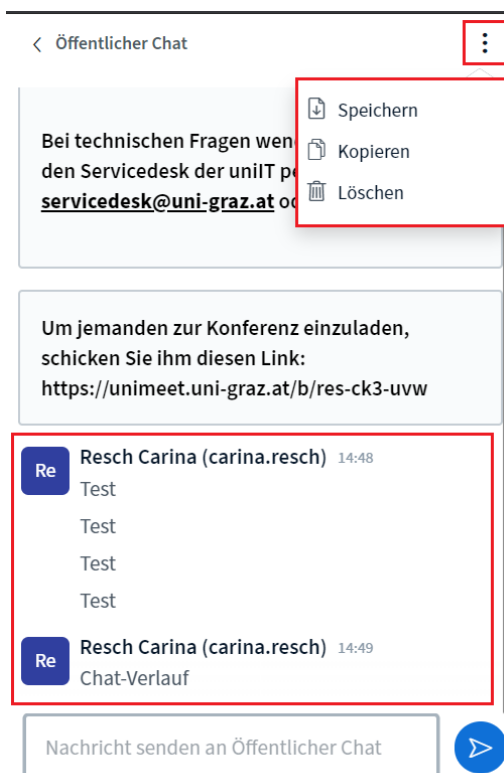 Öffentlicher Chat
Speichern
Kopieren
Löschen
Bei technischen Fragen
den Servicedesk der uniIT
servicedesk@uni-graz.at
Um jemanden zur Konferenz einzuladen,
schicken Sie ihm diesen Link:
https://unimeet.uni-graz.at/b/res-ck3-uvw
Re
Resch Carina (carina.resch) 14:48
Test
Test
Test
Test
Re
Resch Carina (carina.resch) 14:49
Chat-Verlauf
Nachricht senden an Öffentlicher Chat